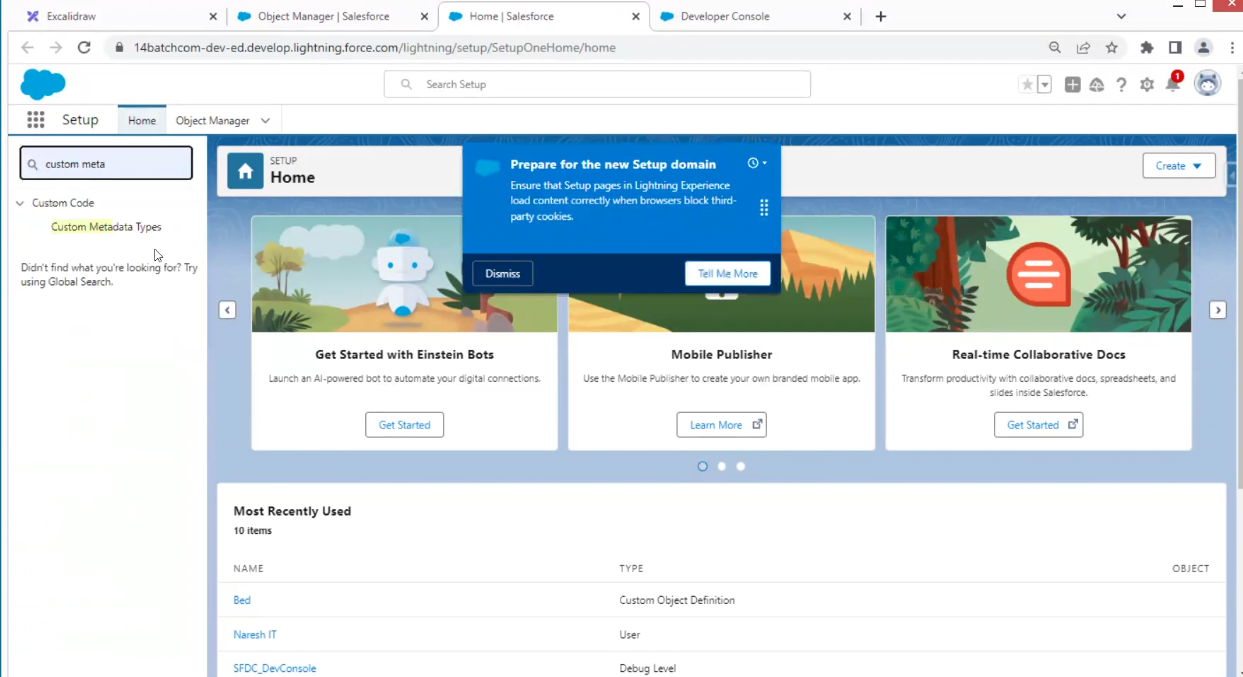 Excalidraw
Object Manager | Salesforce
Home | Salesforce
Developer Console
14batchcom-dev-ed.develop.lightning.force.com/lightning/setup/SetupOneHome/home
Search Setup
1
Setup
Home
Object Manager
custom meta
Custom Code
Custom Metadata Types
Didn't find what you're looking for? Try
using Global Search.
SETUP
Home
Create
Prepare for the new Setup domain
Ensure that Setup pages in Lightning Experience
load content correctly when browsers block third-
party cookies.
Dismiss
Tell Me More
Get Started with Einstein Bots
Launch an AI-powered bot to automate your digital connections.
Get Started
Mobile Publisher
Use the Mobile Publisher to create your own branded mobile app.
Learn More
Real-time Collaborative Docs
Transform productivity with collaborative docs, spreadsheets, and
slides inside Salesforce.
Get Started
Most Recently Used
10 items
NAME TYPE OBJECT
Bed Custom Object Definition
Naresh IT User
SFDC_DevConsole Debug Level